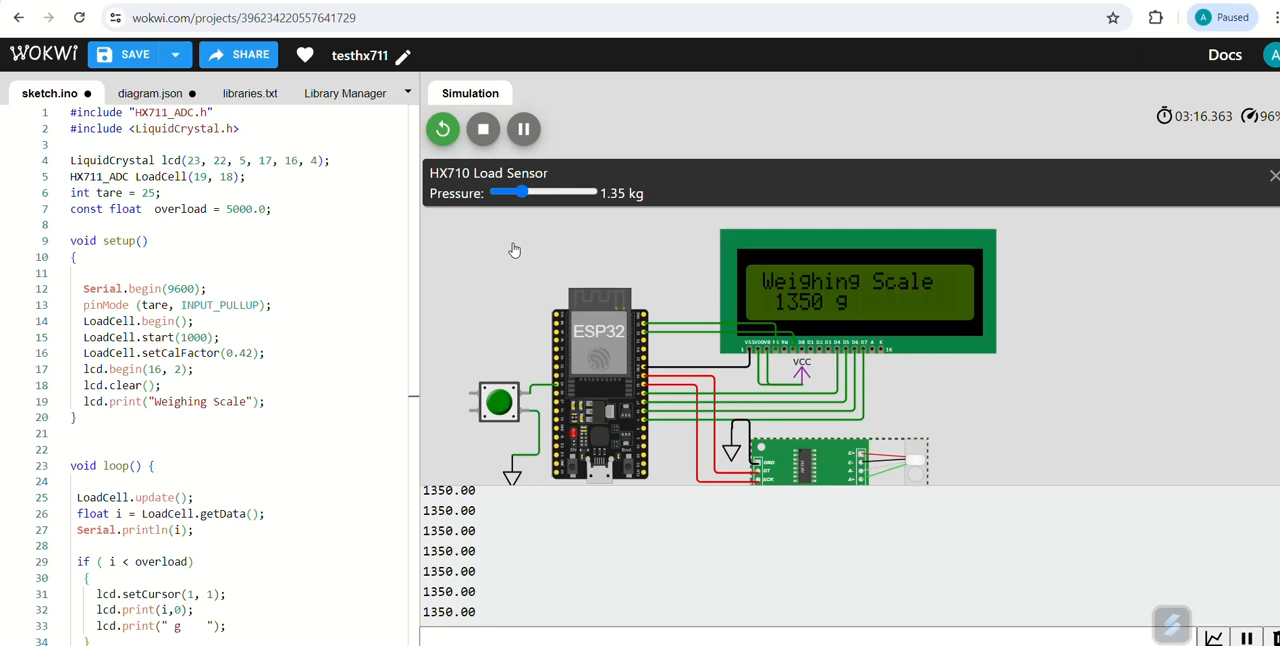 wokwi.com/projects/396234220557641729
A Paused
WOKWi SAVE SHARE testhx711 Docs A
sketch.ino ● diagram.json ● libraries.txt Library Manager
Simulation
03:16.363 96%
HX710 Load Sensor
Pressure: 1.35 kg
1 #include "HX711_ADC.h"
2 #include <LiquidCrystal.h>
3
4 LiquidCrystal lcd(23, 22, 5, 17, 16, 4);
5 HX711_ADC LoadCell(19, 18);
6 int tare = 25;
7 const float overload = 5000.0;
8
9 void setup()
10 {
11
12 Serial.begin(9600);
13 pinMode (tare, INPUT_PULLUP);
14 LoadCell.begin();
15 LoadCell.start(1000);
16 LoadCell.setCalFactor(0.42);
17 lcd.begin(16, 2);
18 lcd.clear();
19 lcd.print("Weighing Scale");
20 }
21
22
23 void loop() {
24
25 LoadCell.update();
26 float i = LoadCell.getData();
27 Serial.println(i);
28
29 if ( i < overload)
30 {
31 lcd.setCursor(1, 1);
32 lcd.print(i,0);
33 lcd.print(" g    ");
34 }
Weighing Scale
1350 g
ESP32
VCC
1
16
GND
DT
SCK
E+
E-
A-
A+
1350.00
1350.00
1350.00
1350.00
1350.00
1350.00
1350.00